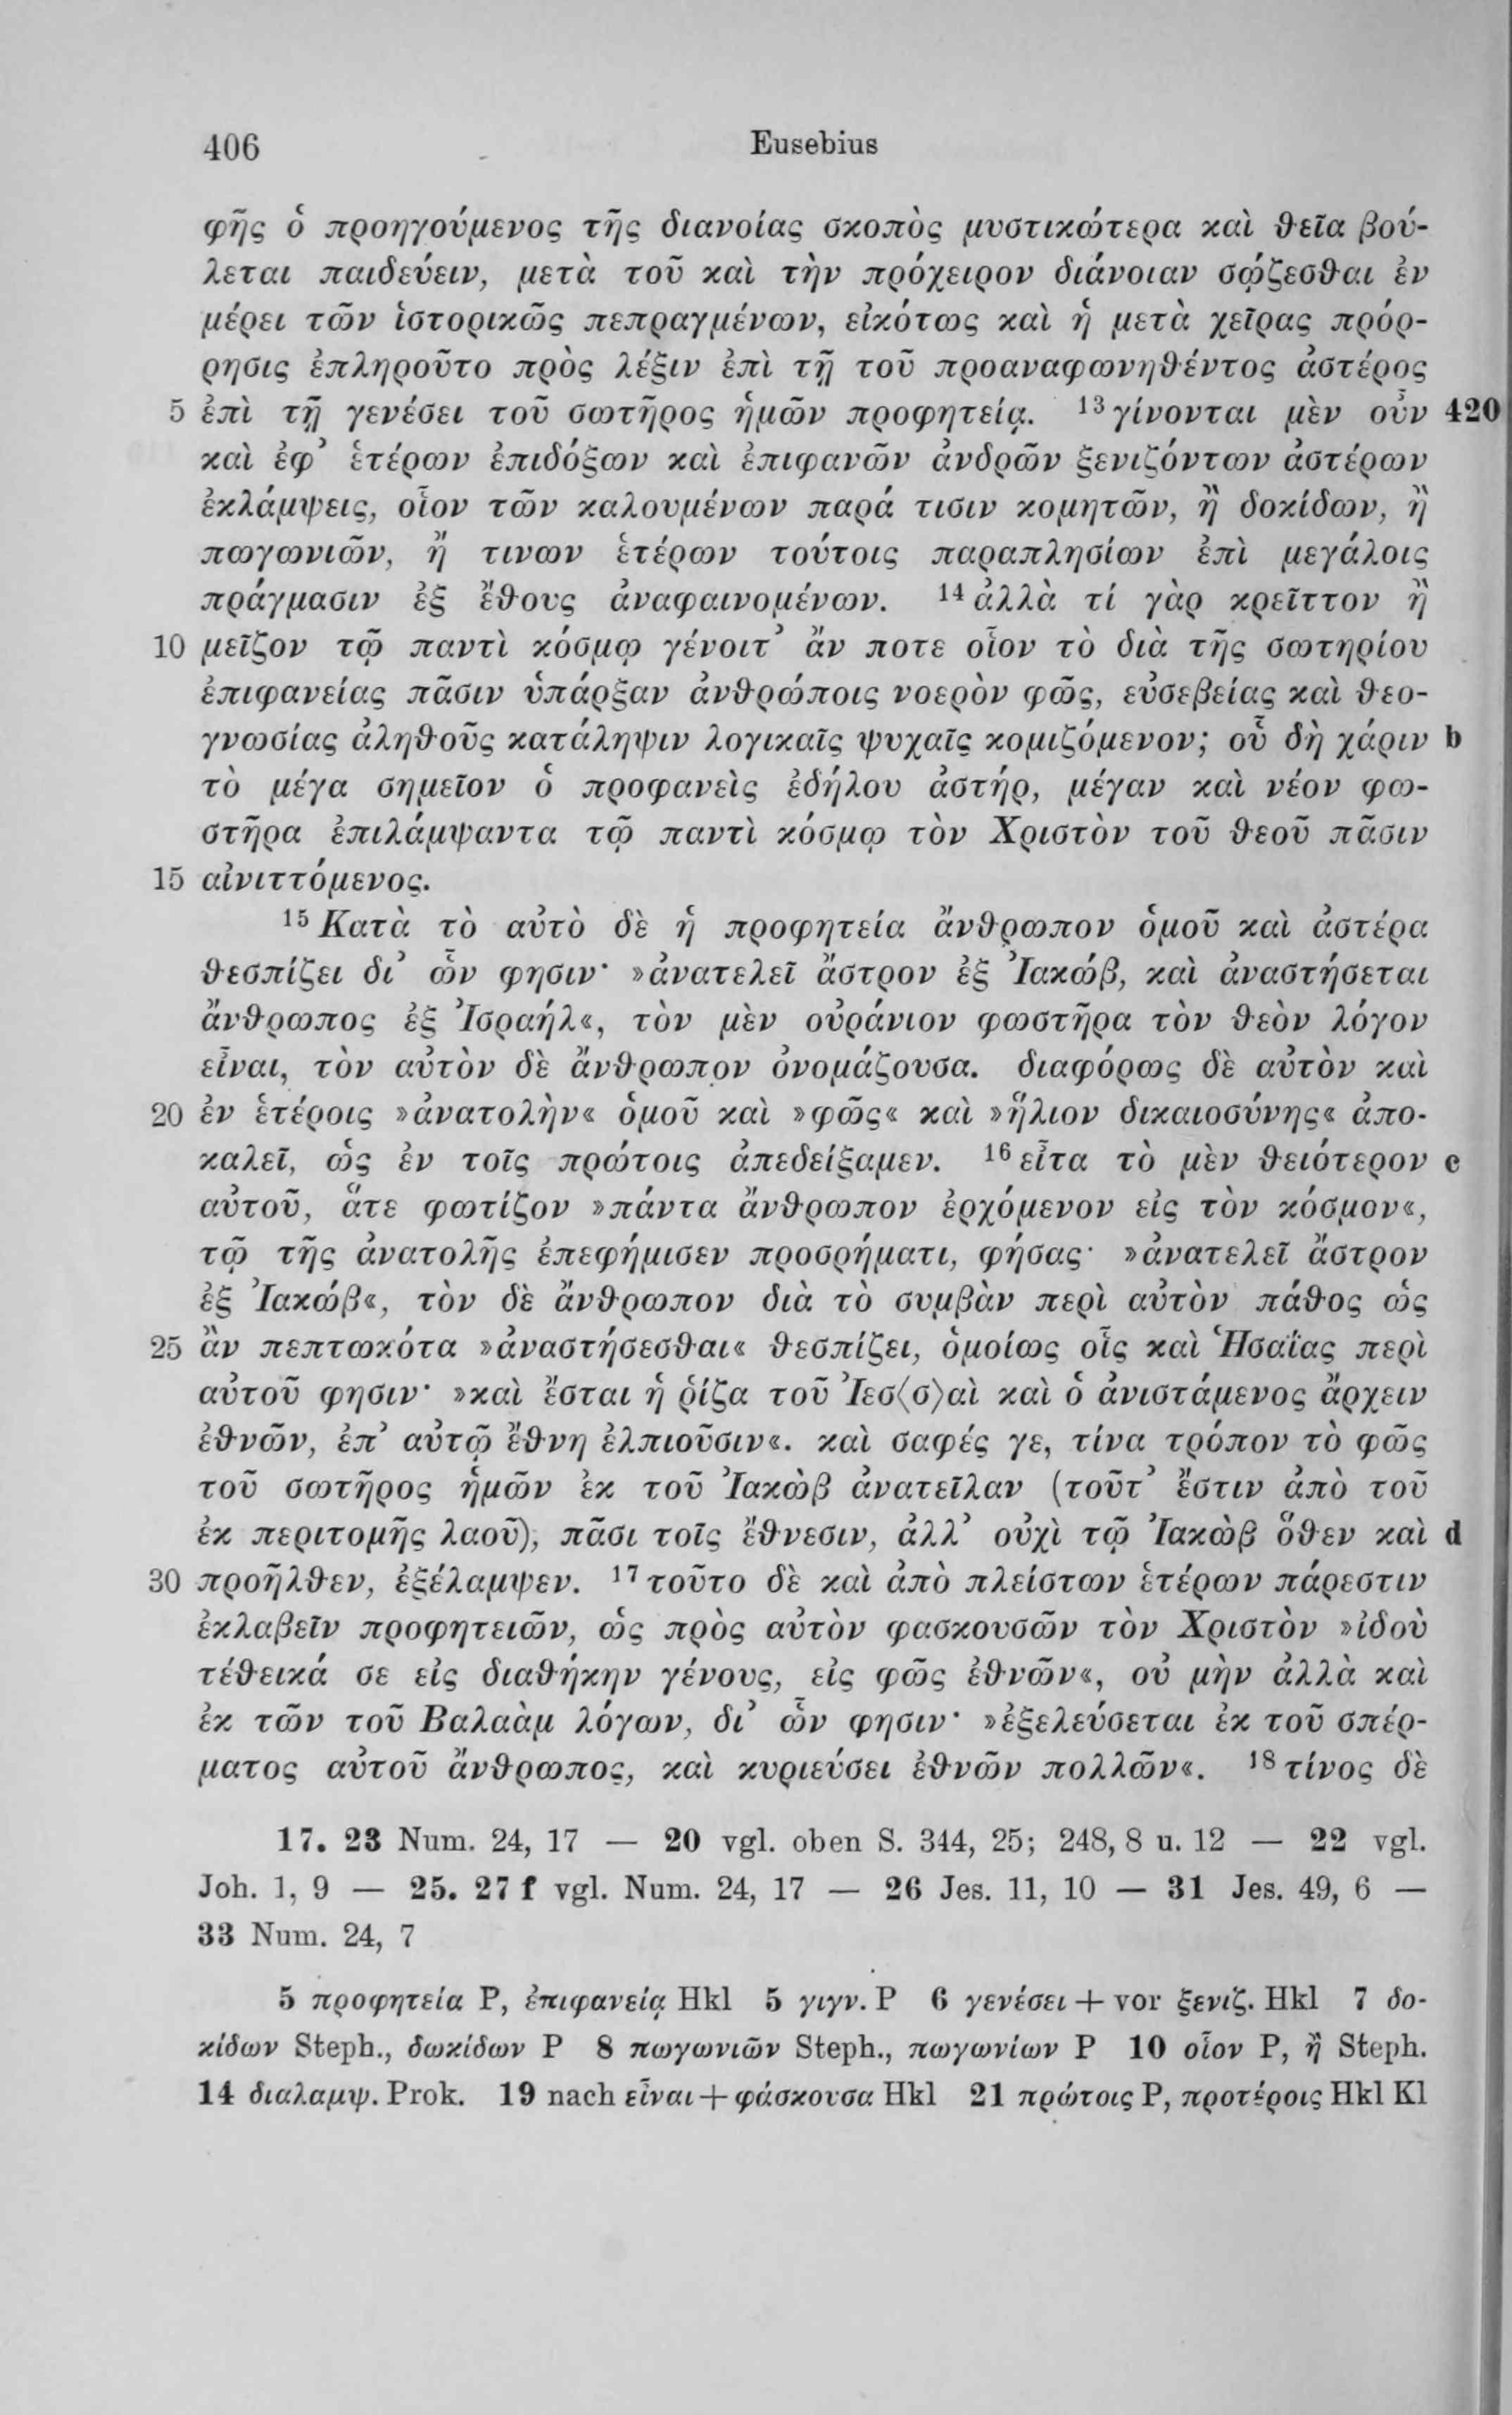 406 Eusebius
φῆς ὁ προηγούμενος τῆς διανοίας σκοπὸς μυστικώτερα καὶ θεῖα βού-
λεται παιδεύειν, μετὰ τοῦ καὶ τὴν πρόχειρον διάνοιαν σῴζεσθαι ἐν
μέρει τῶν ἱστορικῶς πεπραγμένων, εἰκότως καὶ ἡ μετὰ χεῖρας πρόρ-
ρησις ἐπληροῦτο πρὸς λέξιν ἐπὶ τῇ τοῦ προαναφωνηθέντος ἀστέρος
5 ἐπὶ τῇ γενέσει τοῦ σωτῆρος ἡμῶν προφητείᾳ. 13 γίνονται μὲν οὖν 420
καὶ ἐφ’ ἑτέρων ἐπιδόξων καὶ ἐπιφανῶν ἀνδρῶν ξενιζόντων ἀστέρων
ἐκλάμψεις, οἷον τῶν καλουμένων παρά τισιν κομητῶν, ἢ δοκίδων, ἢ
πωγωνιῶν, ἤ τινων ἑτέρων τούτοις παραπλησίων ἐπὶ μεγάλοις
πράγμασιν ἐξ ἔθους ἀναφαινομένων. 14 ἀλλὰ τί γὰρ κρεῖττον ἢ
10 μεῖζον τῷ παντὶ κόσμῳ γένοιτ’ ἄν ποτε οἷον τὸ διὰ τῆς σωτηρίου
ἐπιφανείας πᾶσιν ὑπάρξαν ἀνθρώποις νοερὸν φῶς, εὐσεβείας καὶ θεο-
γνωσίας ἀληθοῦς κατάληψιν λογικαῖς ψυχαῖς κομιζόμενον; οὗ δὴ χάριν b
τὸ μέγα σημεῖον ὁ προφανεὶς ἐδήλου ἀστήρ, μέγαν καὶ νέον φω-
στῆρα ἐπιλάμψαντα τῷ παντὶ κόσμῳ τὸν Χριστὸν τοῦ θεοῦ πᾶσιν
15 αἰνιττόμενος.
15 Κατὰ τὸ αὐτὸ δὲ ἡ προφητεία ἄνθρωπον ὁμοῦ καὶ ἀστέρα
θεσπίζει δι’ ὧν φησιν· »ἀνατελεῖ ἄστρον ἐξ Ἰακώβ, καὶ ἀναστήσεται
ἄνθρωπος ἐξ Ἰσραήλ«, τὸν μὲν οὐράνιον φωστῆρα τὸν θεὸν λόγον
εἶναι, τὸν αὐτὸν δὲ ἄνθρωπον ὀνομάζουσα. διαφόρως δὲ αὐτὸν καὶ
20 ἐν ἑτέροις »ἀνατολὴν« ὁμοῦ καὶ »φῶς« καὶ »ἥλιον δικαιοσύνης« ἀπο-
καλεῖ, ὡς ἐν τοῖς πρώτοις ἀπεδείξαμεν. 16 εἶτα τὸ μὲν θειότερον c
αὐτοῦ, ἅτε φωτίζον »πάντα ἄνθρωπον ἐρχόμενον εἰς τὸν κόσμον«,
τῷ τῆς ἀνατολῆς ἐπεφήμισεν προσρήματι, φήσας· »ἀνατελεῖ ἄστρον
ἐξ Ἰακώβ«, τὸν δὲ ἄνθρωπον διὰ τὸ συμβὰν περὶ αὐτὸν πάθος ὡς
25 ἂν πεπτωκότα »ἀναστήσεσθαι« θεσπίζει, ὁμοίως οἷς καὶ Ἡσαΐας περὶ
αὐτοῦ φησιν· »καὶ ἔσται ἡ ῥίζα τοῦ Ἰεσ⟨σ⟩αὶ καὶ ὁ ἀνιστάμενος ἄρχειν
ἐθνῶν, ἐπ’ αὐτῷ ἔθνη ἐλπιοῦσιν«. καὶ σαφές γε, τίνα τρόπον τὸ φῶς
τοῦ σωτῆρος ἡμῶν ἐκ τοῦ Ἰακὼβ ἀνατεῖλαν (τοῦτ’ ἔστιν ἀπὸ τοῦ
ἐκ περιτομῆς λαοῦ), πᾶσι τοῖς ἔθνεσιν, ἀλλ’ οὐχὶ τῷ Ἰακὼβ ὅθεν καὶ d
30 προῆλθεν, ἐξέλαμψεν. 17 τοῦτο δὲ καὶ ἀπὸ πλείστων ἑτέρων πάρεστιν
ἐκλαβεῖν προφητειῶν, ὡς πρὸς αὐτὸν φασκουσῶν τὸν Χριστὸν »ἰδοὺ
τέθεικά σε εἰς διαθήκην γένους, εἰς φῶς ἐθνῶν«, οὐ μὴν ἀλλὰ καὶ
ἐκ τῶν τοῦ Βαλαὰμ λόγων, δι’ ὧν φησιν· »ἐξελεύσεται ἐκ τοῦ σπέρ-
ματος αὐτοῦ ἄνθρωπος, καὶ κυριεύσει ἐθνῶν πολλῶν«. 18 τίνος δὲ
17. 23 Num. 24, 17 — 20 vgl. oben S. 344, 25; 248, 8 u. 12 — 22 vgl.
Joh. 1, 9 — 25. 27 f vgl. Num. 24, 17 — 26 Jes. 11, 10 — 31 Jes. 49, 6 —
33 Num. 24, 7
5 προφητεία P, ἐπιφανείᾳ Hkl 5 γιγν. P 6 γενέσει + vor ξενιζ. Hkl 7 δο-
κίδων Steph., δωκίδων P 8 πωγωνιῶν Steph., πωγωνίων P 10 οἷον P, ἢ Steph.
14 διαλαμψ. Prok. 19 nach εἶναι + φάσκουσα Hkl 21 πρώτοις P, προτέροις Hkl Kl